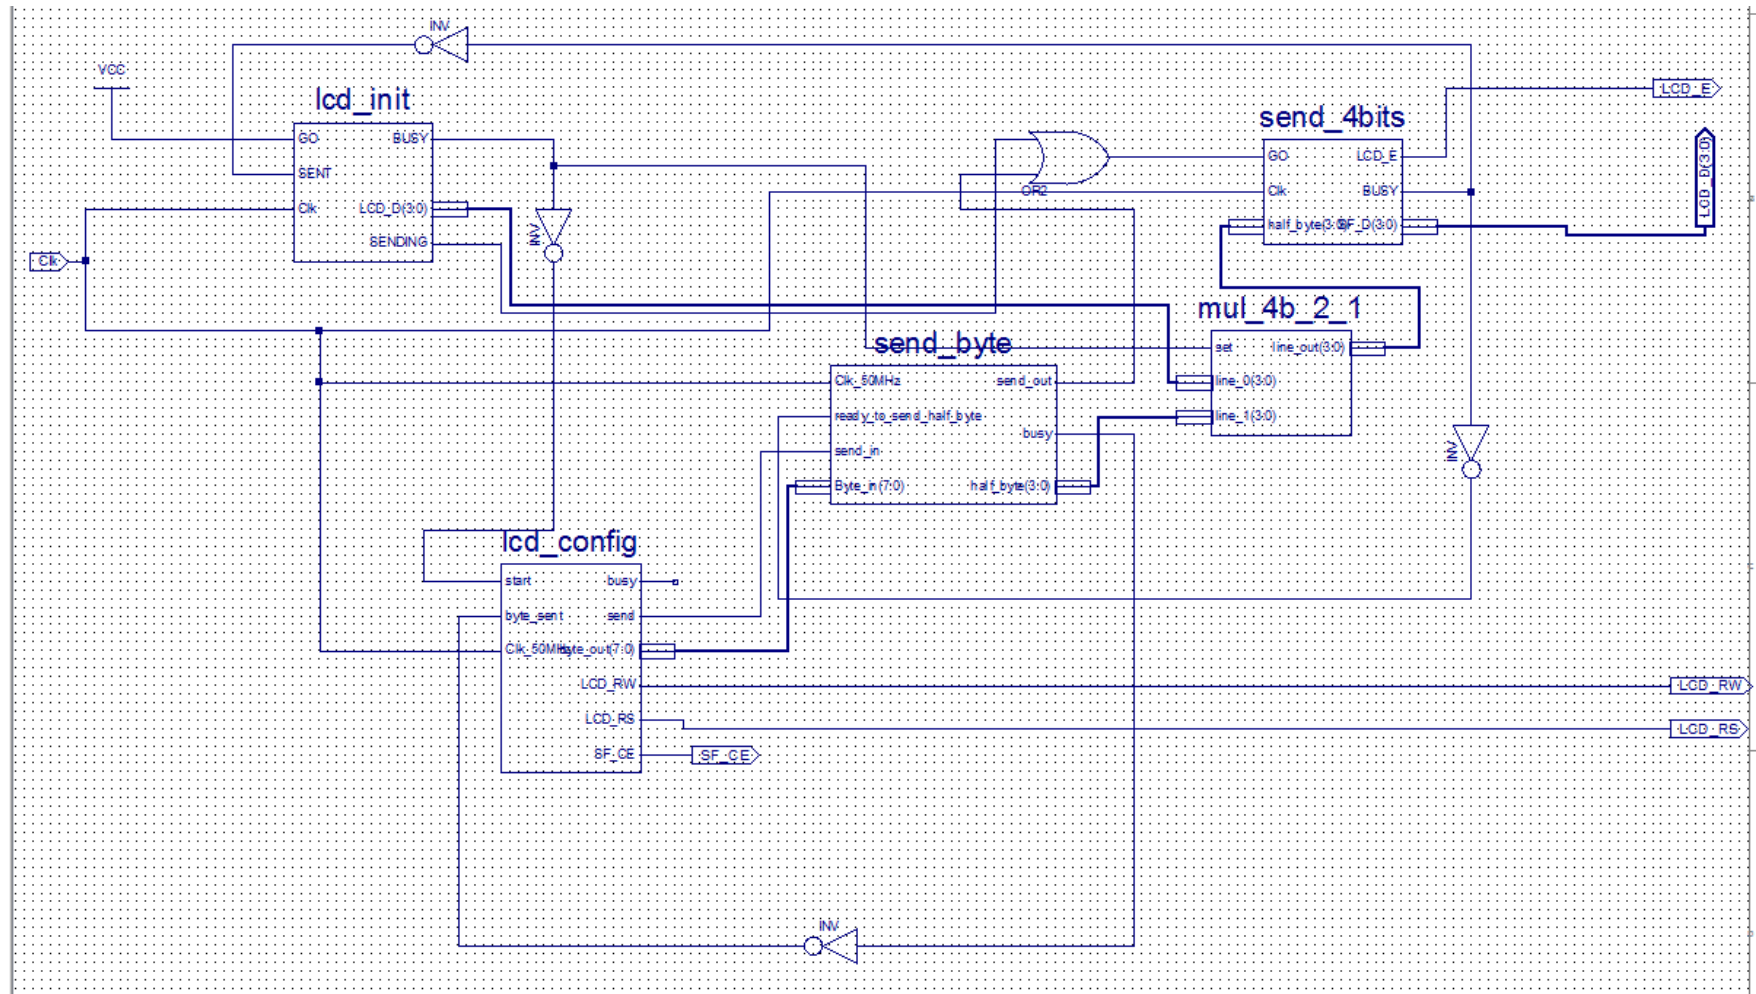 INV
VCC
lcd_init
GO
BUSY
SENT
Clk
LCD_D(3:0)
SENDING
Clk
INV
OR2
send_4bits
GO
LCD_E
Clk
BUSY
half_byte(3:0)
SF_D(3:0)
LCD_E
LCD_D(3:0)
mul_4b_2_1
set
line_out(3:0)
line_0(3:0)
line_1(3:0)
send_byte
Clk_50MHz
send_out
ready_to_send_half_byte
busy
send_in
Byte_in(7:0)
half_byte(3:0)
INV
lcd_config
start
busy
byte_sent
send
Clk_50MHz
byte_out(7:0)
LCD_RW
LCD_RS
SF_CE
SF_CE
LCD_RW
LCD_RS
INV